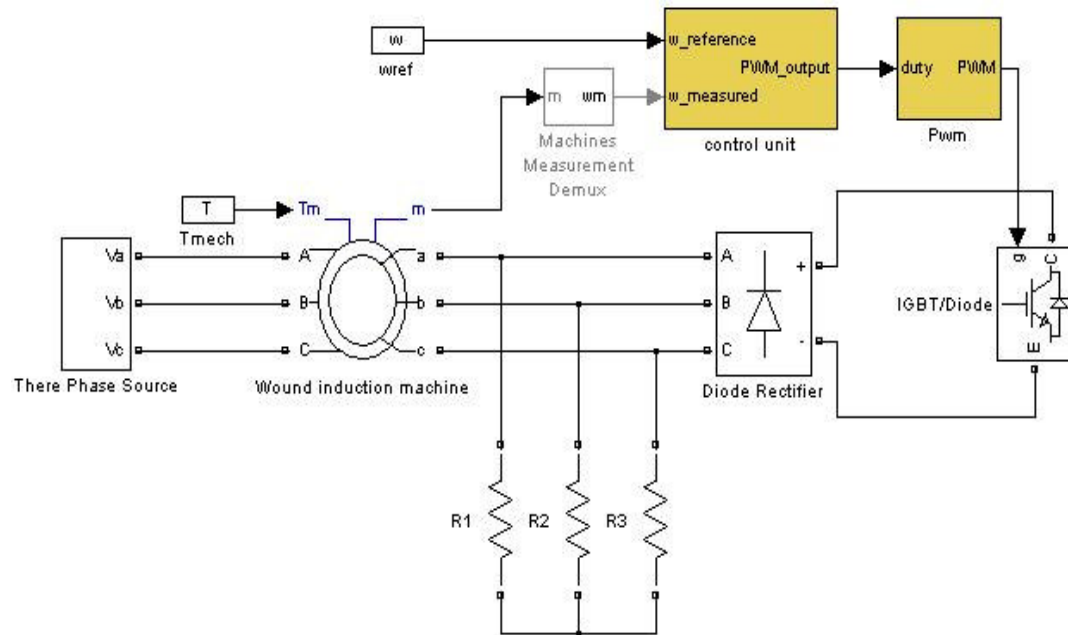 w
wref
w_reference
PWM_output
w_measured
control unit
duty
PWM
Pwm
m
wm
Machines
Measurement
Demux
T
Tmech
Tm
m
Va
Vb
Vc
There Phase Source
A
B
C
a
b
c
Wound induction machine
A
B
C
+
-
Diode Rectifier
g
C
E
IGBT/Diode
R1
R2
R3